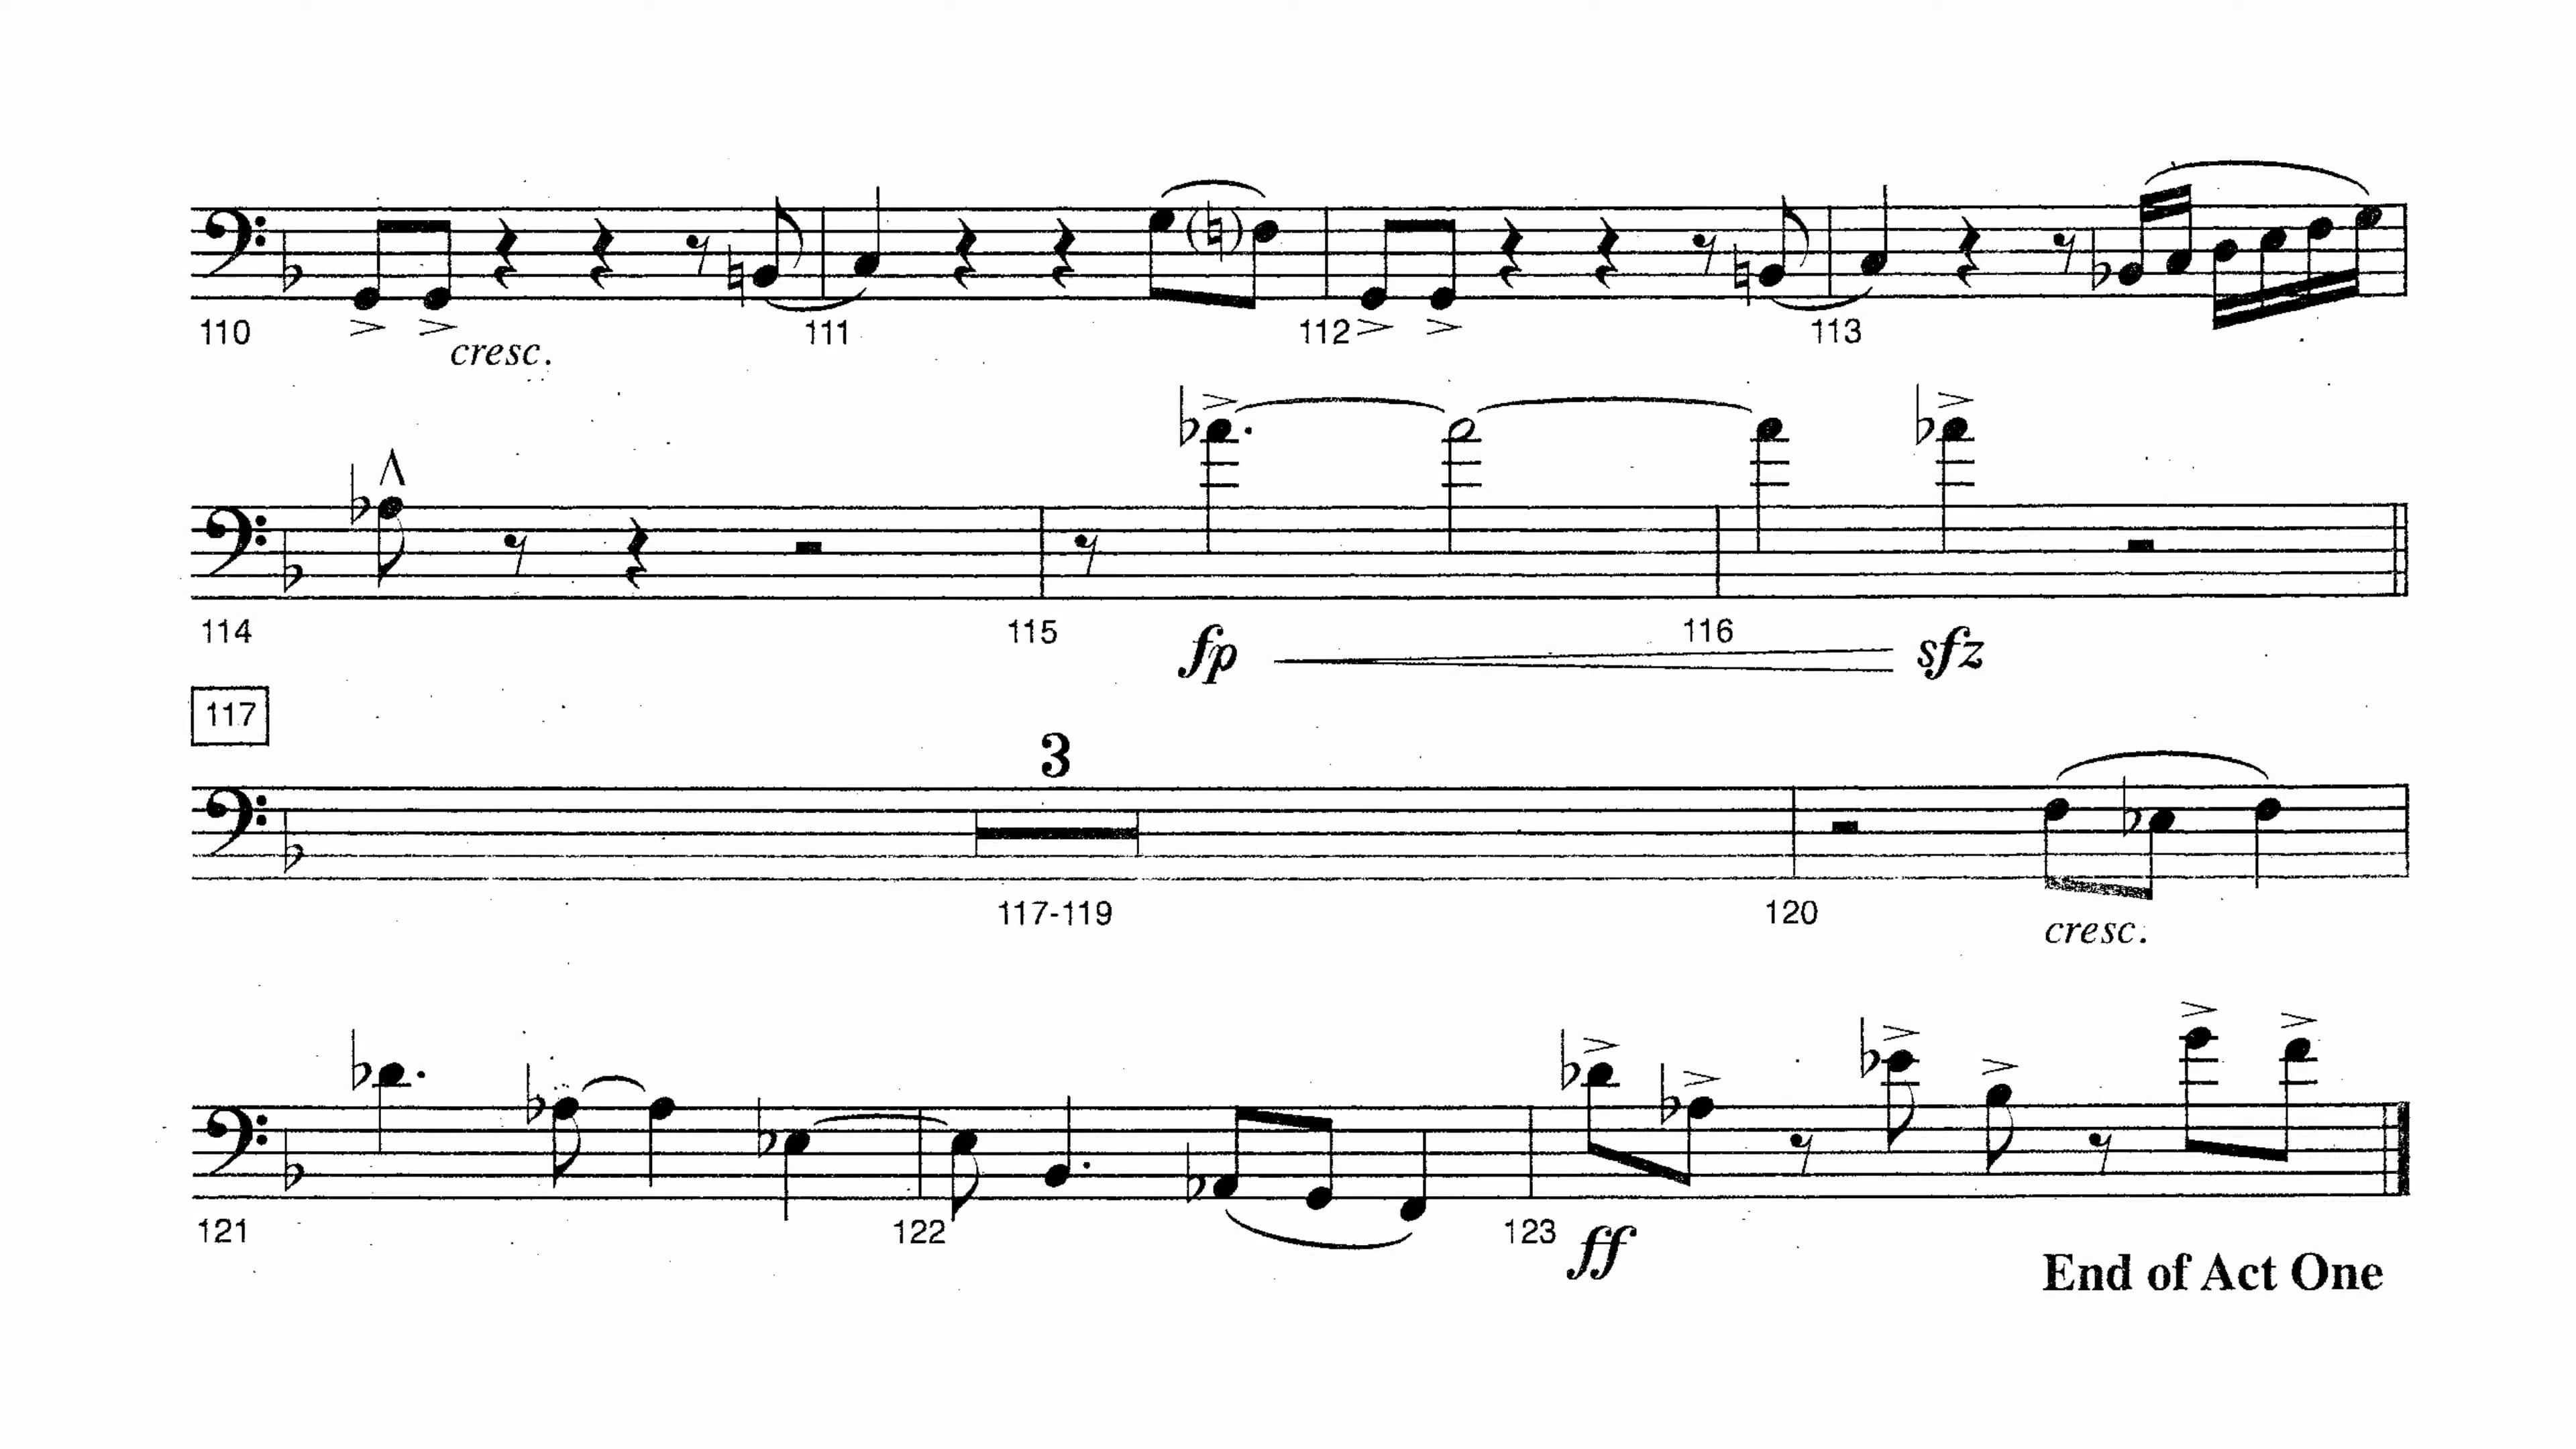 110 cresc. 111 112 113
114 115 fp 116 sfz
117
3
117-119 120 cresc.
121 122 123 ff
End of Act One